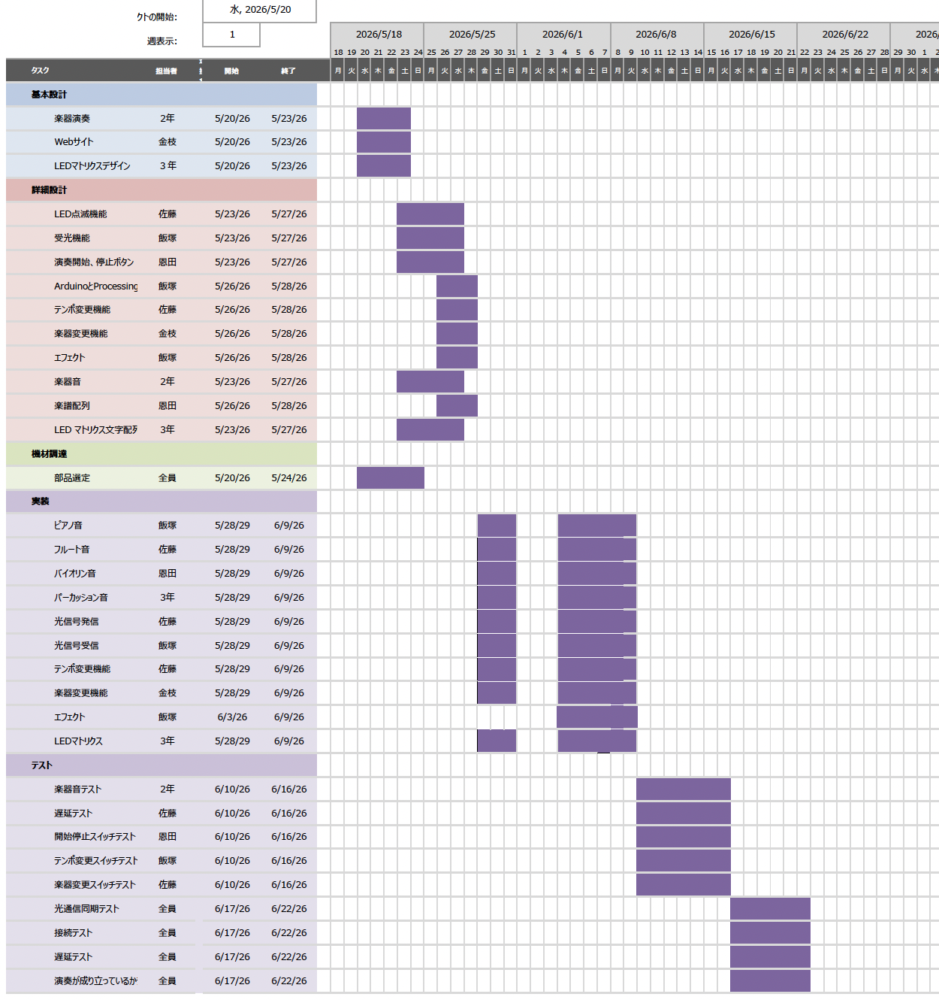 クトの開始: 水, 2026/5/20
週表示: 1
2026/5/18 2026/5/25 2026/6/1 2026/6/8 2026/6/15 2026/6/22 2026/
18 19 20 21 22 23 24 25 26 27 28 29 30 31 1 2 3 4 5 6 7 8 9 10 11 12 13 14 15 16 17 18 19 20 21 22 23 24 25 26 27 28 29 30 1 2
タスク 担当者 開始 終了 月 火 水 木 金 土 日 月 火 水 木 金 土 日 月 火 水 木 金 土 日 月 火 水 木 金 土 日 月 火 水 木 金 土 日 月 火 水 木 金 土 日 月 火 水 木
基本設計
楽器演奏 2年 5/20/26 5/23/26
Webサイト 金枝 5/20/26 5/23/26
LEDマトリクスデザイン 3 年 5/20/26 5/23/26
詳細設計
LED点滅機能 佐藤 5/23/26 5/27/26
受光機能 飯塚 5/23/26 5/27/26
演奏開始、停止ボタン 恩田 5/23/26 5/27/26
ArduinoとProcessing 飯塚 5/26/26 5/28/26
テンポ変更機能 佐藤 5/26/26 5/28/26
楽器変更機能 金枝 5/26/26 5/28/26
エフェクト 飯塚 5/26/26 5/28/26
楽器音 2年 5/23/26 5/27/26
楽譜配列 恩田 5/26/26 5/28/26
LED マトリクス文字配列 3年 5/23/26 5/27/26
機材調達
部品選定 全員 5/20/26 5/24/26
実装
ピアノ音 飯塚 5/28/29 6/9/26
フルート音 佐藤 5/28/29 6/9/26
バイオリン音 恩田 5/28/29 6/9/26
パーカッション音 3年 5/28/29 6/9/26
光信号発信 佐藤 5/28/29 6/9/26
光信号受信 飯塚 5/28/29 6/9/26
テンポ変更機能 佐藤 5/28/29 6/9/26
楽器変更機能 金枝 5/28/29 6/9/26
エフェクト 飯塚 6/3/26 6/9/26
LEDマトリクス 3年 5/28/29 6/9/26
テスト
楽器音テスト 2年 6/10/26 6/16/26
遅延テスト 佐藤 6/10/26 6/16/26
開始停止スイッチテスト 恩田 6/10/26 6/16/26
テンポ変更スイッチテスト 飯塚 6/10/26 6/16/26
楽器変更スイッチテスト 佐藤 6/10/26 6/16/26
光通信同期テスト 全員 6/17/26 6/22/26
接続テスト 全員 6/17/26 6/22/26
遅延テスト 全員 6/17/26 6/22/26
演奏が成り立っているか 全員 6/17/26 6/22/26